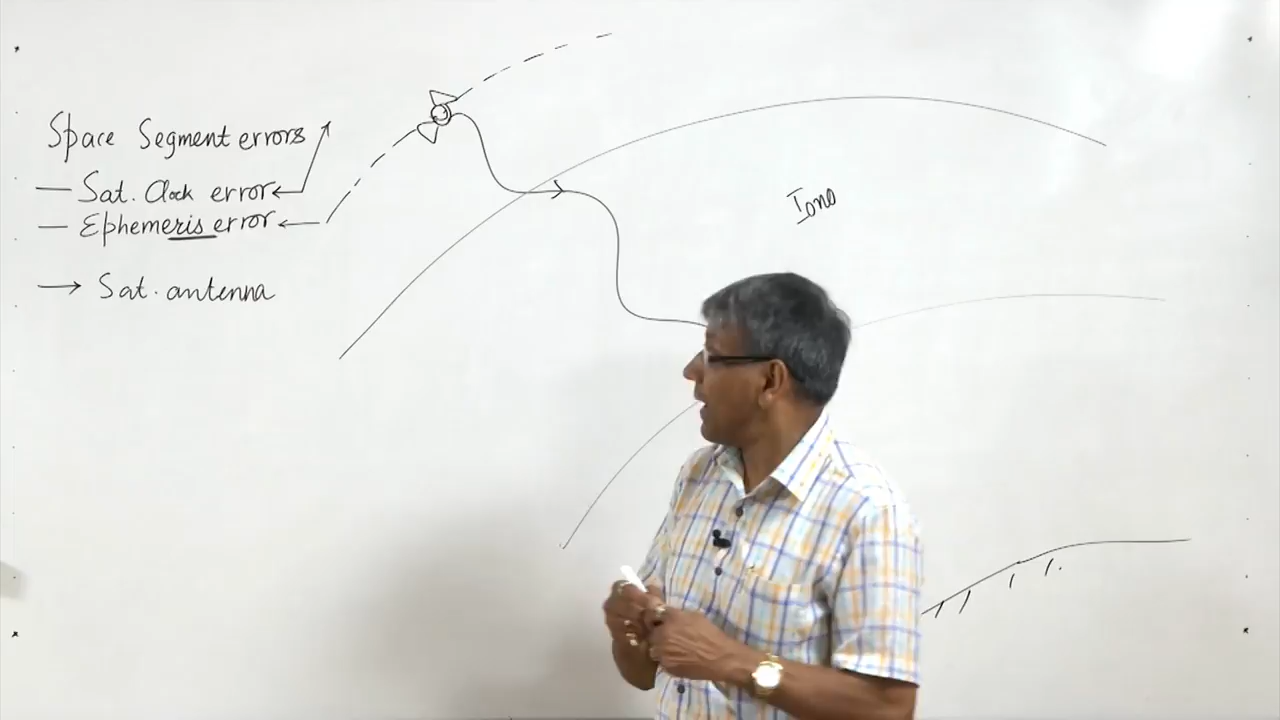 Space Segment errors
— Sat. Clock error
— Ephemeris error
→ Sat. antenna
Iono